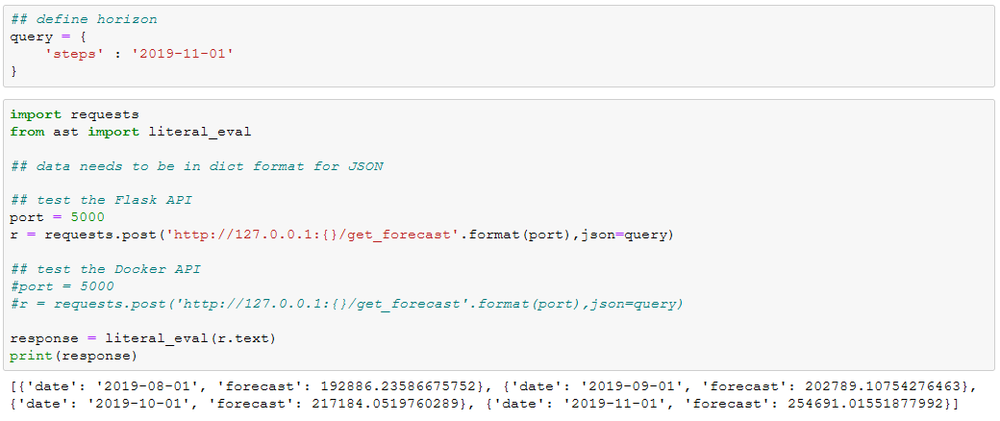 ## define horizon
query = {
    'steps' : '2019-11-01'
}
import requests
from ast import literal_eval
## data needs to be in dict format for JSON
## test the Flask API
port = 5000
r = requests.post('http://127.0.0.1:{}/get_forecast'.format(port),json=query)
## test the Docker API
#port = 5000
#r = requests.post('http://127.0.0.1:{}/get_forecast'.format(port),json=query)
response = literal_eval(r.text)
print(response)
[{'date': '2019-08-01', 'forecast': 192886.23586675752}, {'date': '2019-09-01', 'forecast': 202789.10754276463},
{'date': '2019-10-01', 'forecast': 217184.0519760289}, {'date': '2019-11-01', 'forecast': 254691.01551877992}]